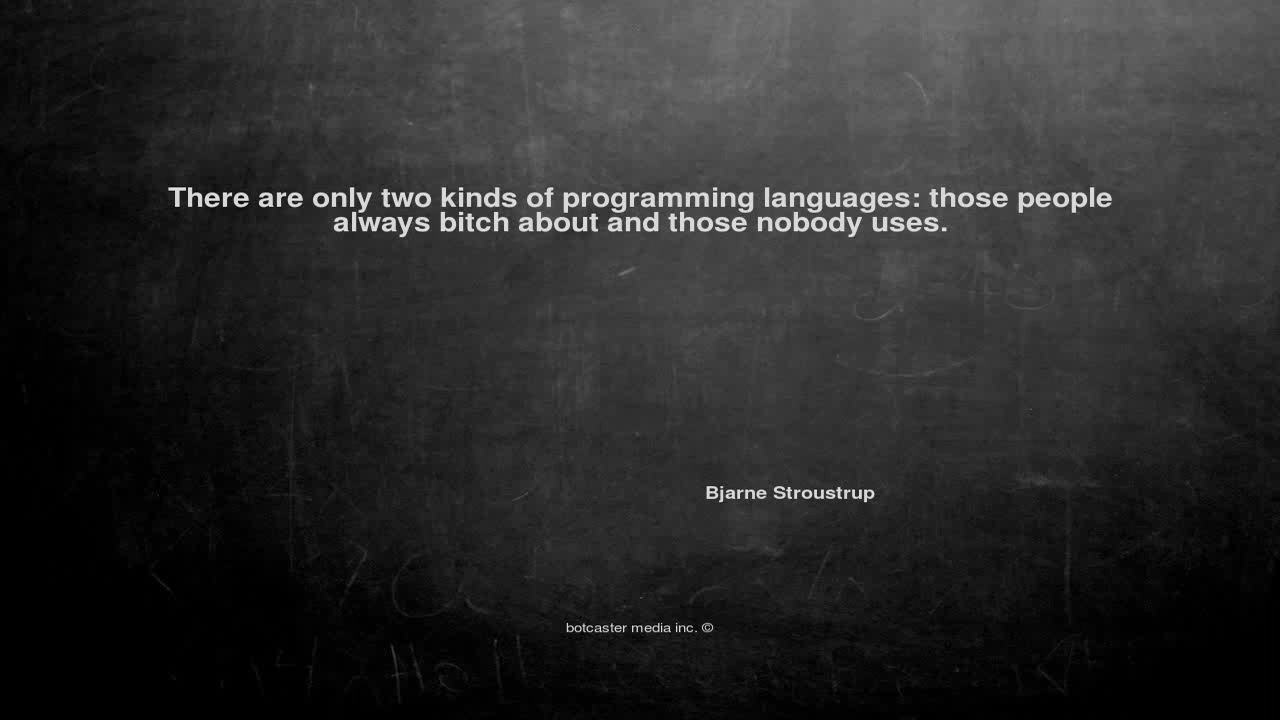 There are only two kinds of programming languages: those people
always bitch about and those nobody uses.
Bjarne Stroustrup
botcaster media inc. ©